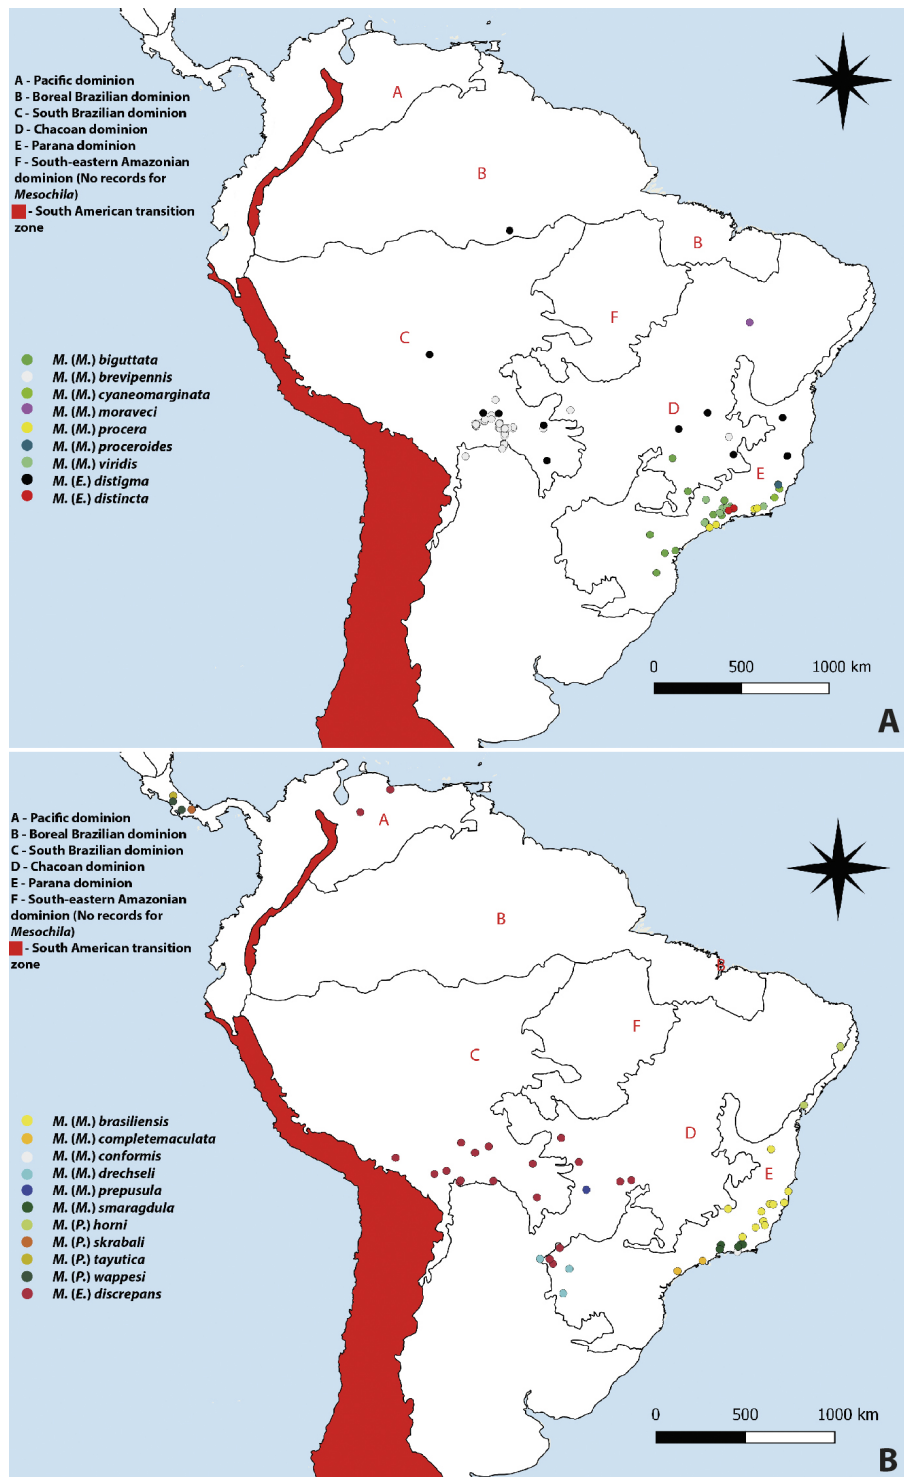 A - Pacific dominion
B - Boreal Brazilian dominion
C - South Brazilian dominion
D - Chacoan dominion
E - Parana dominion
F - South-eastern Amazonian
dominion (No records for
Mesochila)
- South American transition
zone
A
B
B
F
C
D
E
M. (M.) biguttata
M. (M.) brevipennis
M. (M.) cyaneomarginata
M. (M.) moraveci
M. (M.) procera
M. (M.) proceroides
M. (M.) viridis
M. (E.) distigma
M. (E.) distincta
0 500 1000 km
A
A - Pacific dominion
B - Boreal Brazilian dominion
C - South Brazilian dominion
D - Chacoan dominion
E - Parana dominion
F - South-eastern Amazonian
dominion (No records for
Mesochila)
- South American transition
zone
A
B
B
F
C
D
E
M. (M.) brasiliensis
M. (M.) completemaculata
M. (M.) conformis
M. (M.) drechseli
M. (M.) prepusula
M. (M.) smaragdula
M. (P.) horni
M. (P.) skrabali
M. (P.) tayutica
M. (P.) wappesi
M. (E.) discrepans
0 500 1000 km
B